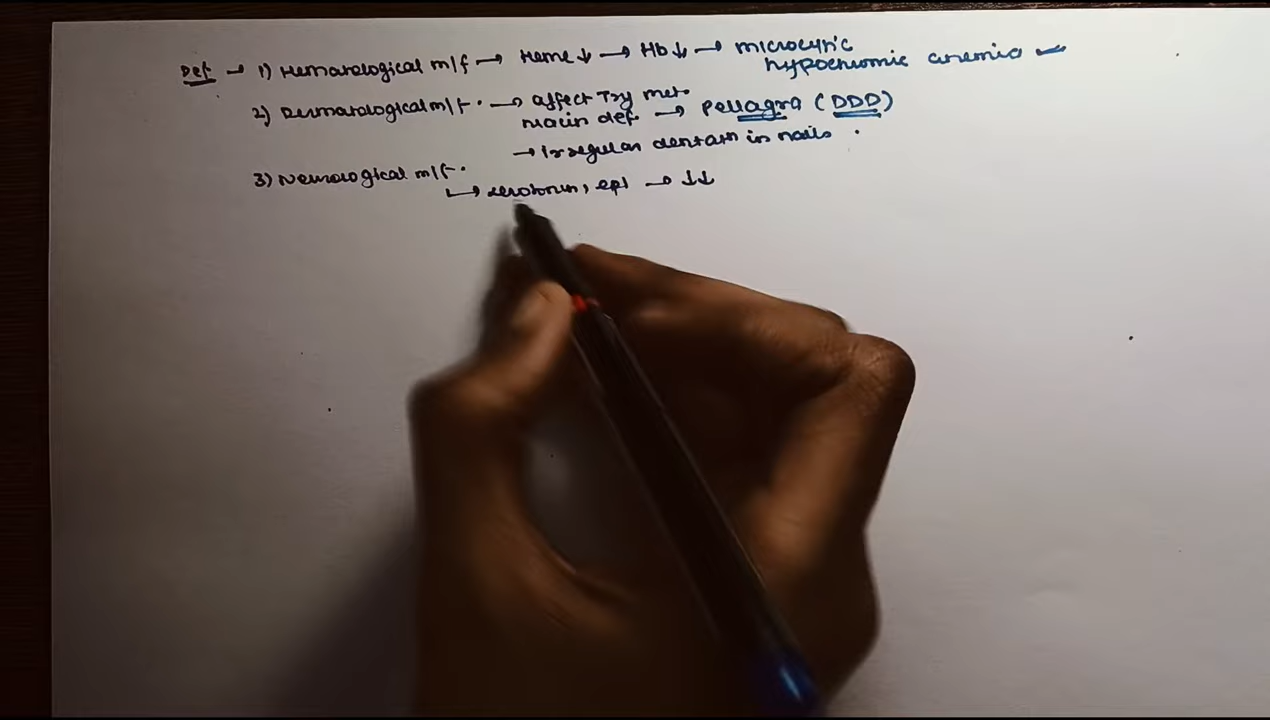 Def → 1) Hematological m/f → Heme↓ → Hb↓ → microcytic
hypochromic anemia
2) Dermatological m/f. → affect Try met.
niacin def. → pellagra (DDD)
→ Irregular dentath in nails.
3) Neurological m/f.
↳ serotonin, epi → ↓↓